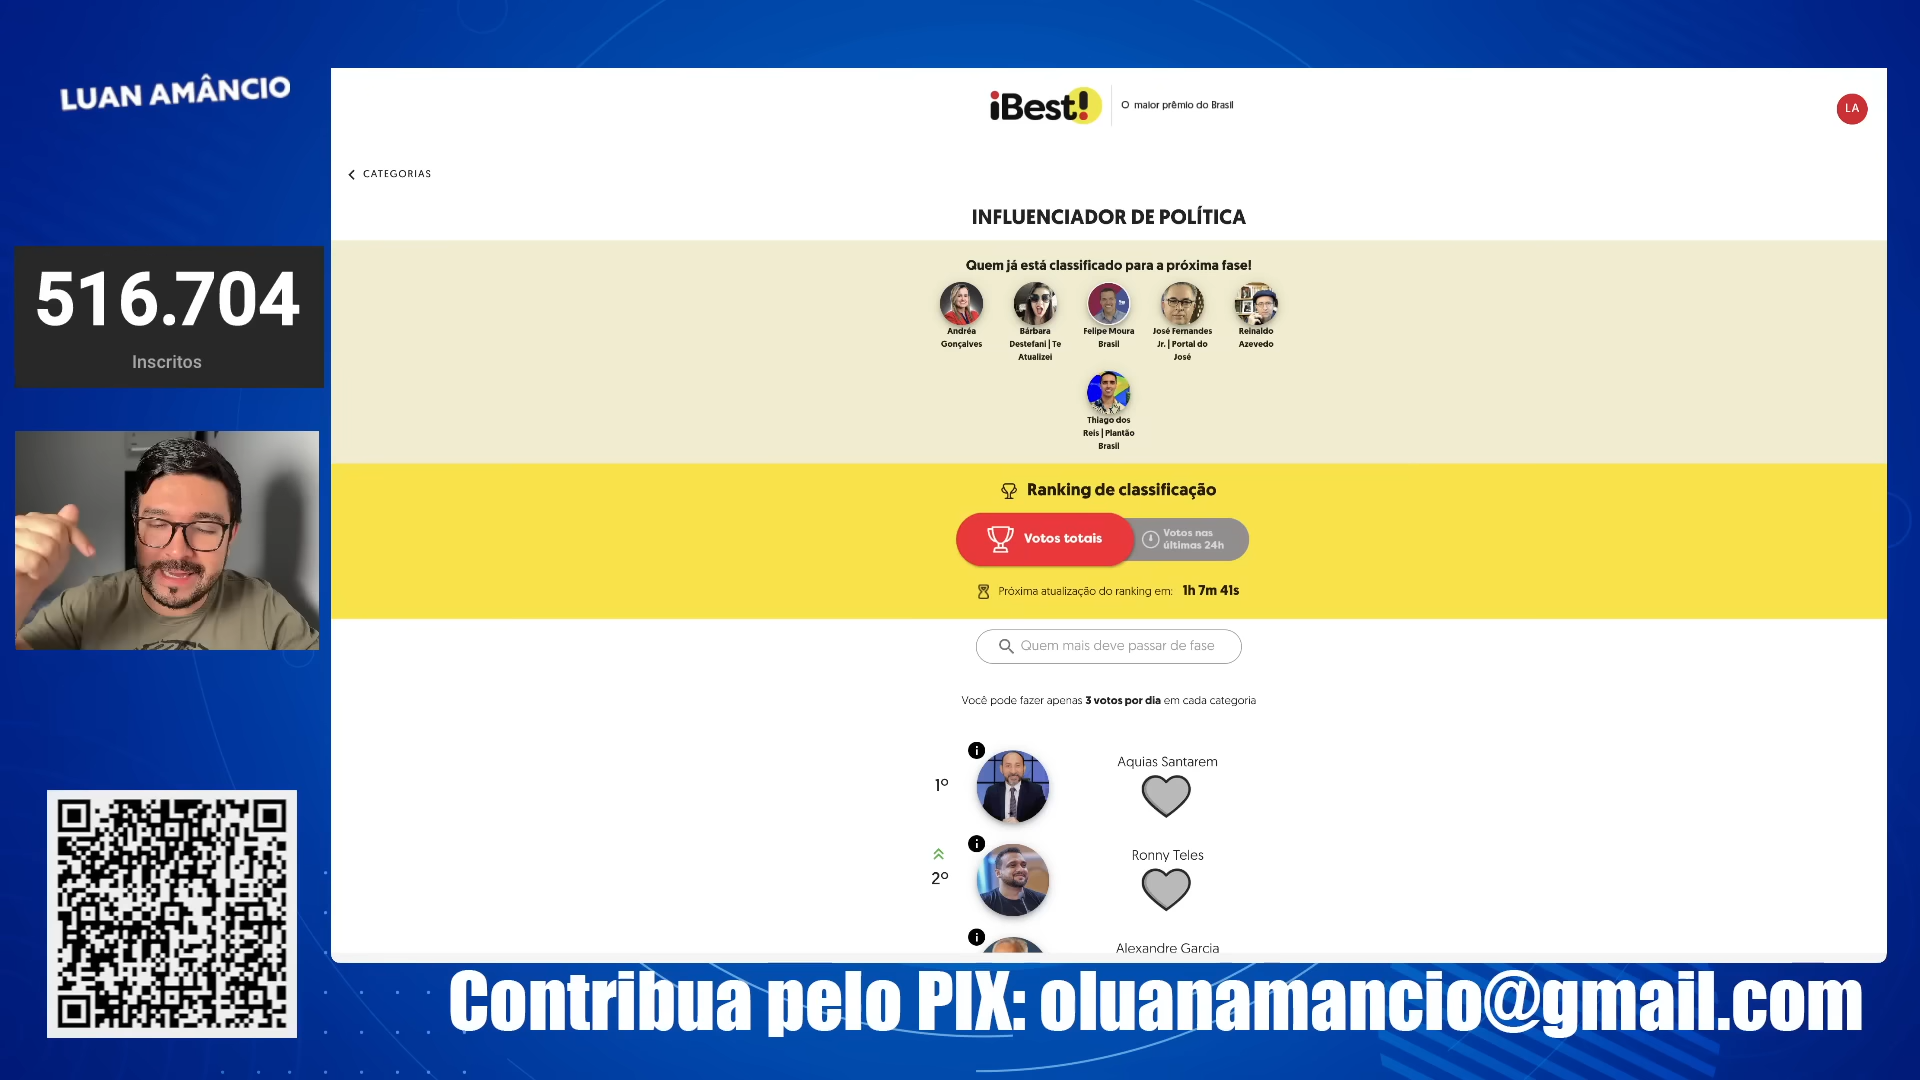 LUAN AMÂNCIO
516.704
Inscritos
iBest!
O maior prêmio do Brasil
LA
CATEGORIAS
INFLUENCIADOR DE POLÍTICA
Quem já está classificado para a próxima fase!
Andréa
Gonçalves
Bárbara
Destefani | Te
Atualizei
Felipe Moura
Brasil
José Fernandes
Jr. | Portal do
José
Reinaldo
Azevedo
Thiago dos
Reis | Plantão
Brasil
Ranking de classificação
Votos totais
Votos nas
últimas 24h
Próxima atualização do ranking em: 1h 7m 41s
Quem mais deve passar de fase
Você pode fazer apenas 3 votos por dia em cada categoria
1º
Aquias Santarem
2º
Ronny Teles
Alexandre Garcia
Contribua pelo PIX: oluanamancio@gmail.com